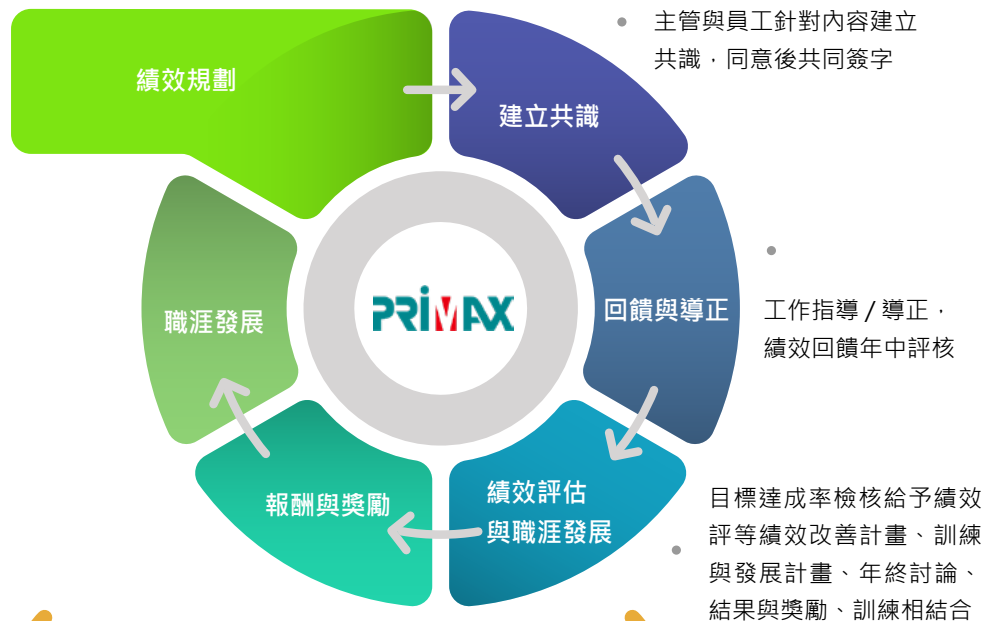 績效規劃
建立共識
主管與員工針對內容建立
共識，同意後共同簽字
回饋與導正
工作指導 / 導正，
績效回饋年中評核
績效評估
與職涯發展
目標達成率檢核給予績效
評等績效改善計畫、訓練
與發展計畫、年終討論、
結果與獎勵、訓練相結合
報酬與獎勵
職涯發展
PRIMAX